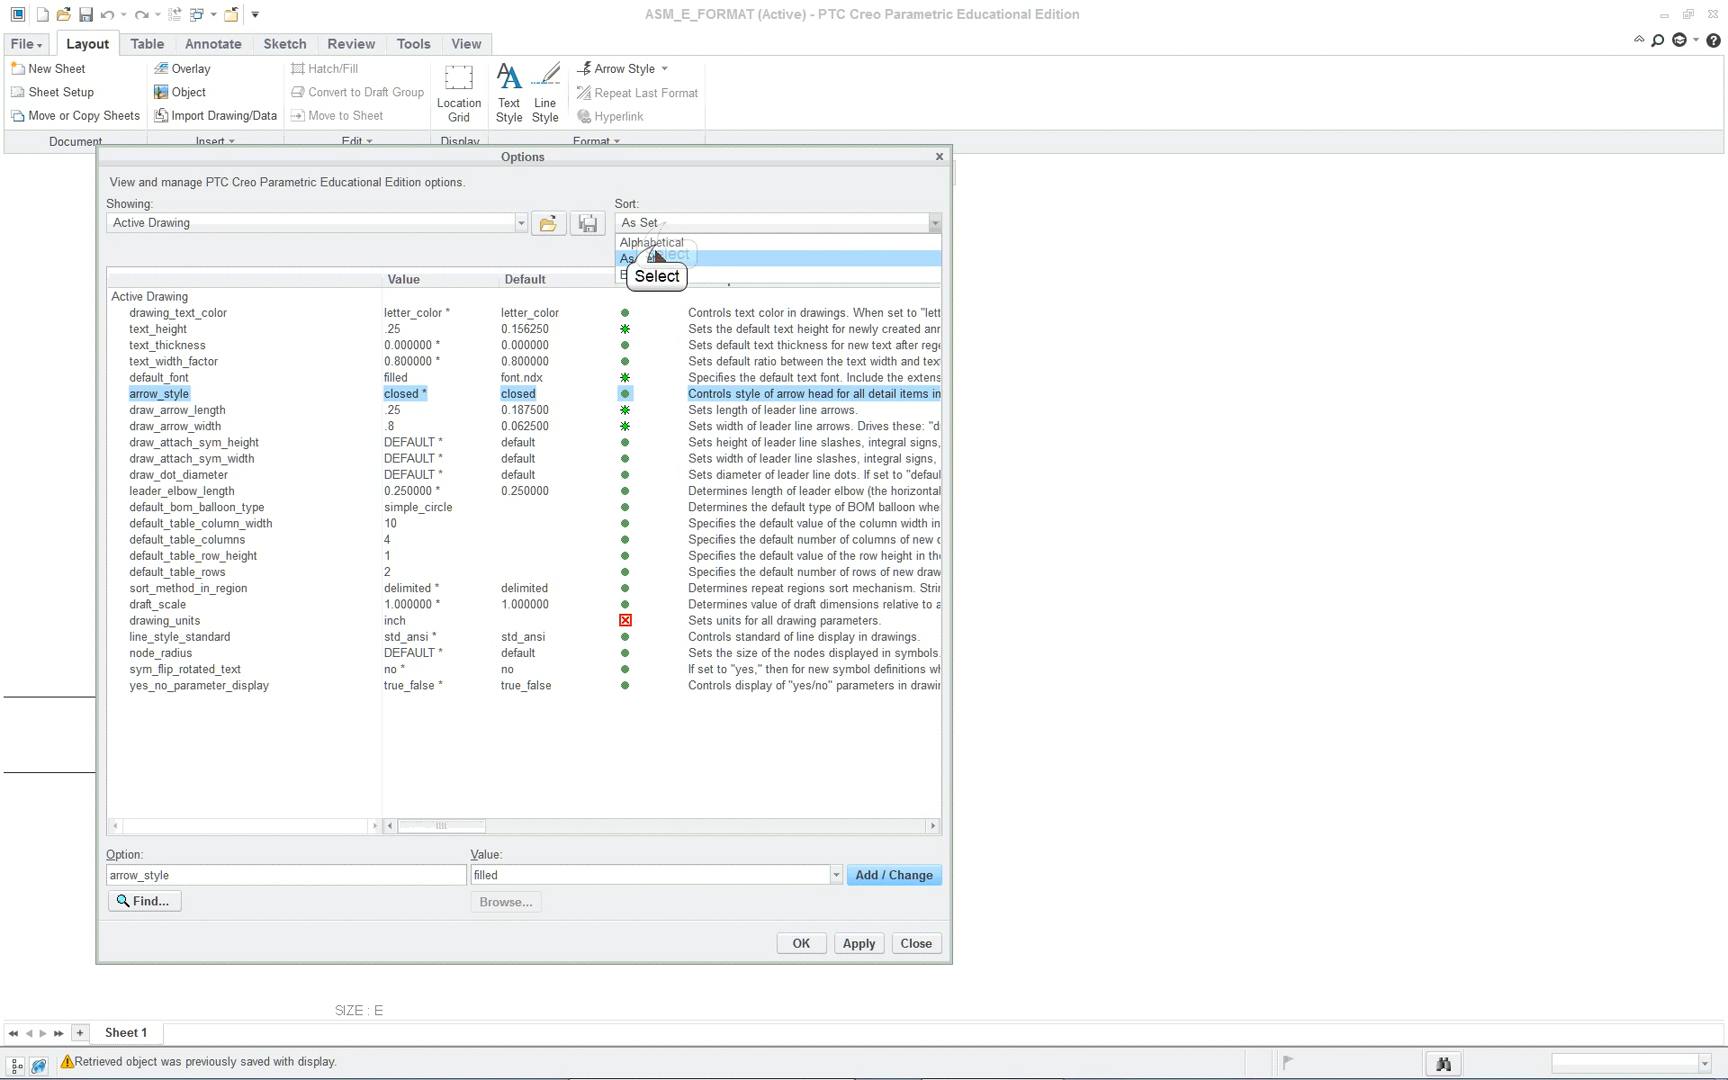 ASM_E_FORMAT (Active) - PTC Creo Parametric Educational Edition
File Layout Table Annotate Sketch Review Tools View
New Sheet
Sheet Setup
Move or Copy Sheets
Document
Overlay
Object
Import Drawing/Data
Insert
Hatch/Fill
Convert to Draft Group
Move to Sheet
Edit
Location
Grid
Display
Text
Style
Line
Style
Arrow Style
Repeat Last Format
Hyperlink
Format
Options
View and manage PTC Creo Parametric Educational Edition options.
Showing:
Active Drawing
Sort:
As Set
Alphabetical
Select
Value Default
Active Drawing
drawing_text_color letter_color * letter_color Controls text color in drawings. When set to "lett
text_height .25 0.156250 Sets the default text height for newly created anr
text_thickness 0.000000 * 0.000000 Sets default text thickness for new text after rege
text_width_factor 0.800000 * 0.800000 Sets default ratio between the text width and tex
default_font filled font.ndx Specifies the default text font. Include the extens
arrow_style closed * closed Controls style of arrow head for all detail items in
draw_arrow_length .25 0.187500 Sets length of leader line arrows.
draw_arrow_width .8 0.062500 Sets width of leader line arrows. Drives these: "d
draw_attach_sym_height DEFAULT * default Sets height of leader line slashes, integral signs,
draw_attach_sym_width DEFAULT * default Sets width of leader line slashes, integral signs,
draw_dot_diameter DEFAULT * default Sets diameter of leader line dots. If set to "defaul
leader_elbow_length 0.250000 * 0.250000 Determines length of leader elbow (the horizontal
default_bom_balloon_type simple_circle Determines the default type of BOM balloon whe
default_table_column_width 10 Specifies the default value of the column width in
default_table_columns 4 Specifies the default number of columns of new d
default_table_row_height 1 Specifies the default value of the row height in the
default_table_rows 2 Specifies the default number of rows of new draw
sort_method_in_region delimited * delimited Determines repeat regions sort mechanism. Strin
draft_scale 1.000000 * 1.000000 Determines value of draft dimensions relative to a
drawing_units inch Sets units for all drawing parameters.
line_style_standard std_ansi * std_ansi Controls standard of line display in drawings.
node_radius DEFAULT * default Sets the size of the nodes displayed in symbols.
sym_flip_rotated_text no * no If set to "yes," then for new symbol definitions wh
yes_no_parameter_display true_false * true_false Controls display of "yes/no" parameters in drawin
Option:
arrow_style
Value:
filled
Add / Change
Find...
Browse...
OK Apply Close
SIZE : E
Sheet 1
Retrieved object was previously saved with display.